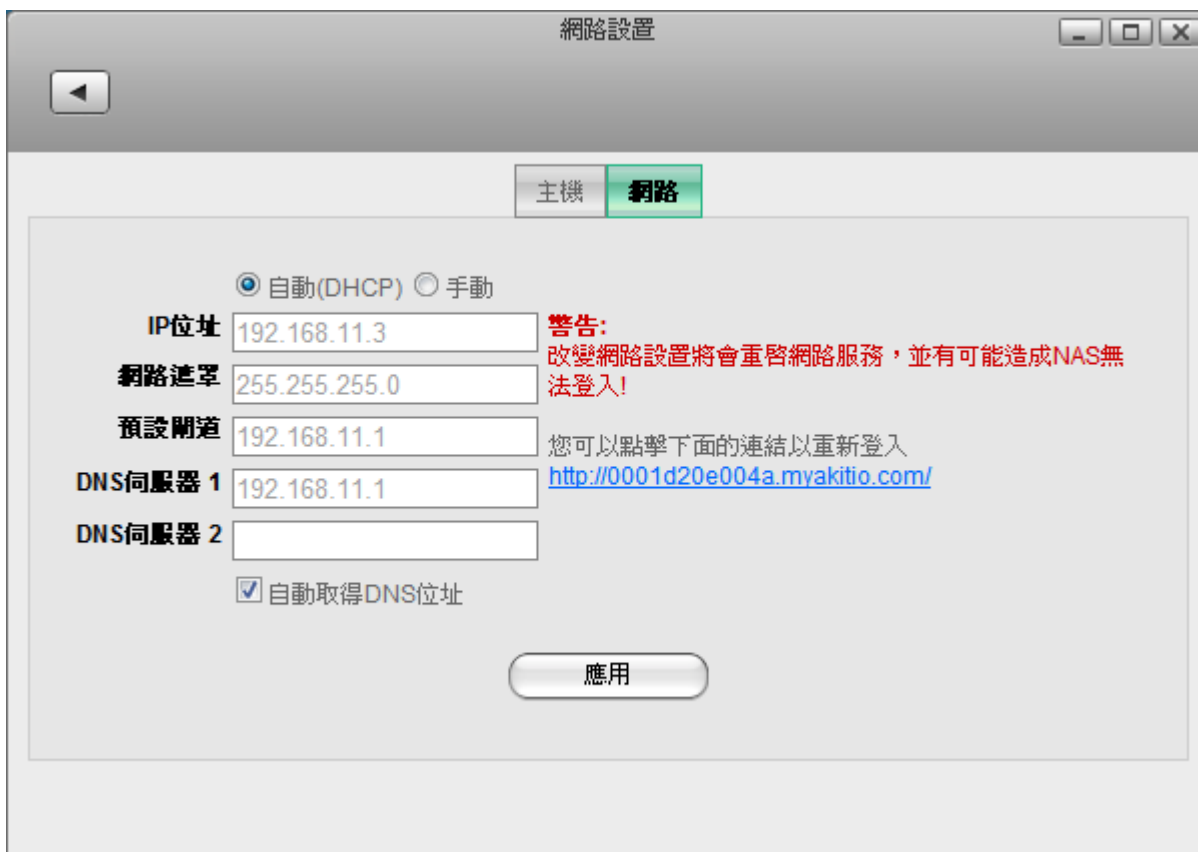 網路設置
主機 網路
自動(DHCP) 手動
IP位址 192.168.11.3
網路遮罩 255.255.255.0
預設閘道 192.168.11.1
DNS伺服器 1 192.168.11.1
DNS伺服器 2
自動取得DNS位址
警告:
改變網路設置將會重啓網路服務，並有可能造成NAS無
法登入!
您可以點擊下面的連結以重新登入
http://0001d20e004a.myakitio.com/
應用